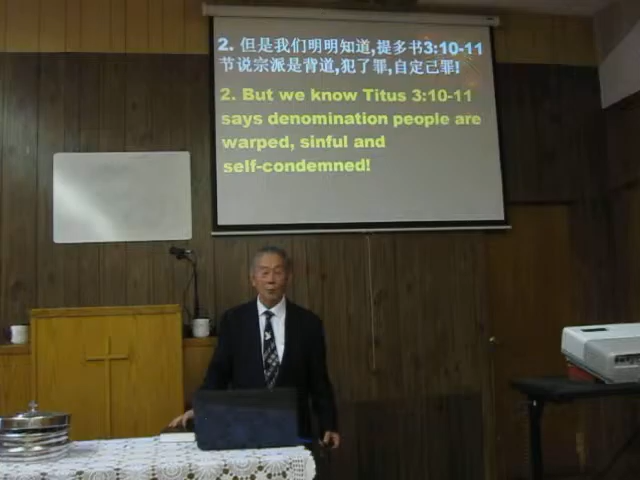 2. 但是我们明明知道,提多书3:10-11
节说宗派是背道,犯了罪,自定己罪!
2. But we know Titus 3:10-11
says denomination people are
warped, sinful and
self-condemned!